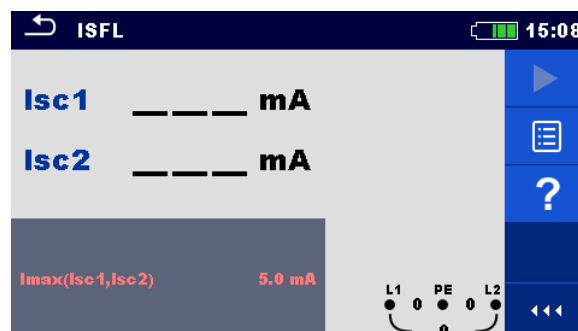 ISFL 15:08
Isc1 ___ mA
Isc2 ___ mA
?
Imax(Isc1,Isc2) 5.0 mA
L1 PE L2
0 0
0